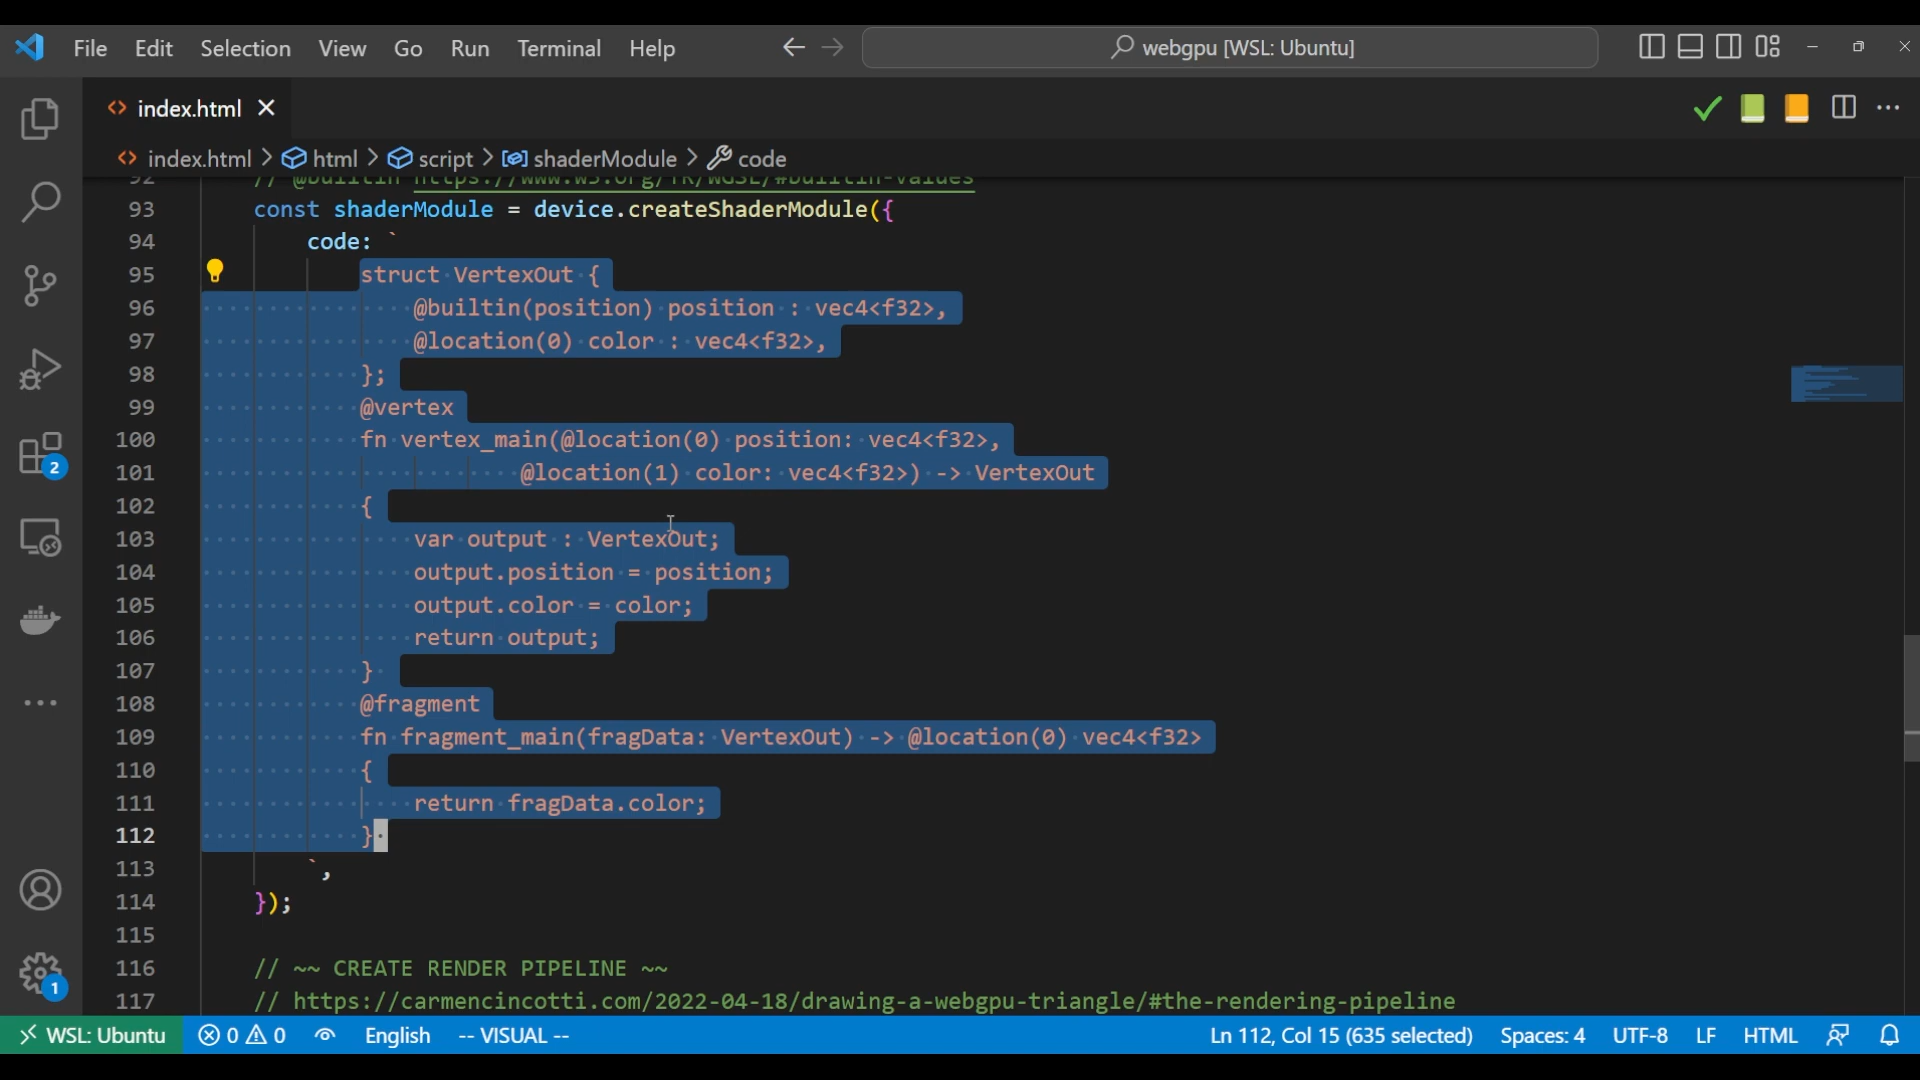 File Edit Selection View Go Run Terminal Help webgpu [WSL: Ubuntu]
index.html
index.html > html > script > shaderModule > code
92 // @builtin https://www.w3.org/TR/WGSL/#builtin-values
93 const shaderModule = device.createShaderModule({
94 code: `
95 struct VertexOut {
96 @builtin(position) position : vec4<f32>,
97 @location(0) color : vec4<f32>,
98 };
99 @vertex
100 fn vertex_main(@location(0) position: vec4<f32>,
101 @location(1) color: vec4<f32>) -> VertexOut
102 {
103 var output : VertexOut;
104 output.position = position;
105 output.color = color;
106 return output;
107 }
108 @fragment
109 fn fragment_main(fragData: VertexOut) -> @location(0) vec4<f32>
110 {
111 return fragData.color;
112 }
113 `,
114 });
115
116 // ~~ CREATE RENDER PIPELINE ~~
117 // https://carmencincotti.com/2022-04-18/drawing-a-webgpu-triangle/#the-rendering-pipeline
2
1
WSL: Ubuntu 0 0 English -- VISUAL -- Ln 112, Col 15 (635 selected) Spaces: 4 UTF-8 LF HTML